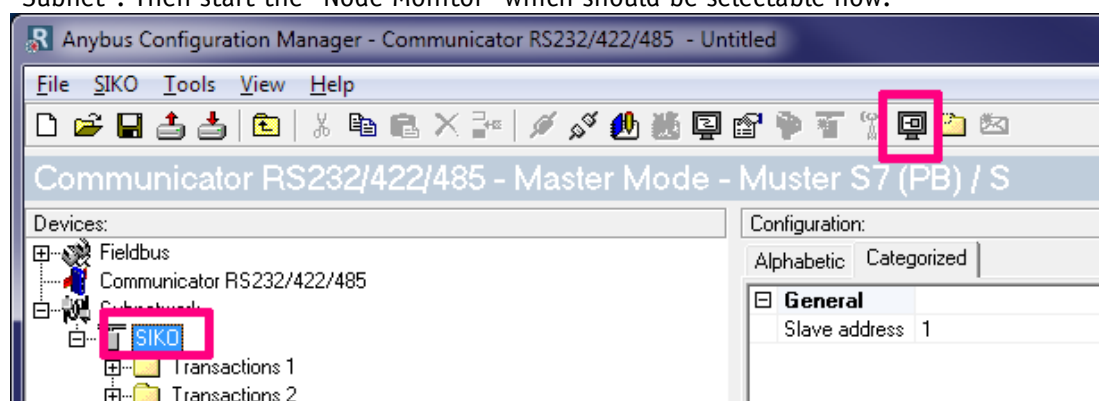 "Subnet". Then start the "Node Monitor" which should be selectable now.
Anybus Configuration Manager - Communicator RS232/422/485 - Untitled
File SIKO Tools View Help
Communicator RS232/422/485 - Master Mode - Muster S7 (PB) / S
Devices:
Configuration:
Fieldbus
Alphabetic Categorized
Communicator RS232/422/485
Subnetwork
General
SIKO
Slave address 1
Transactions 1
Transactions 2